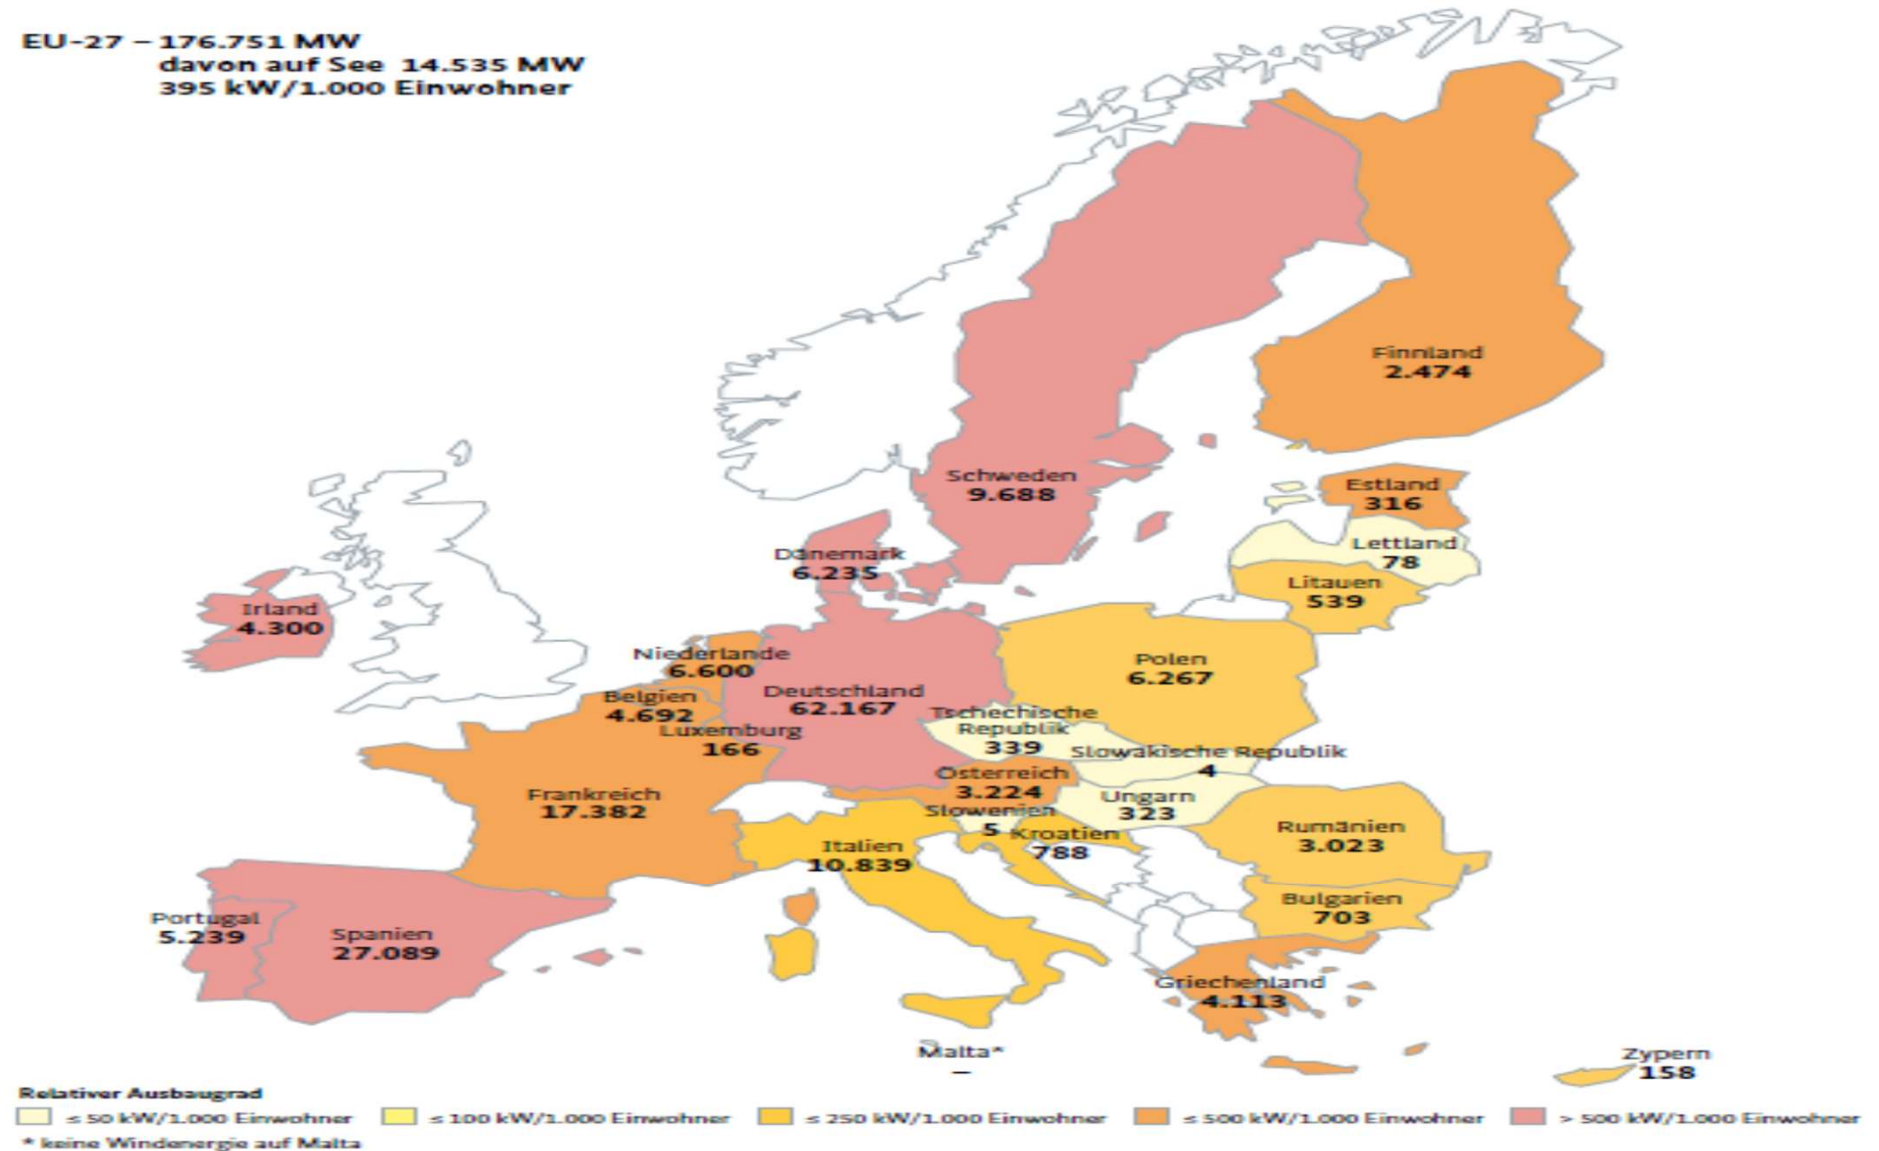 EU-27 – 176.751 MW
davon auf See 14.535 MW
395 kW/1.000 Einwohner
Finnland
2.474
Schweden
9.688
Estland
316
Lettland
78
Dänemark
6.235
Litauen
539
Irland
4.300
Niederlande
6.600
Polen
6.267
Deutschland
62.167
Belgien
4.692
Luxemburg
166
Tschechische
Republik
339
Slowakische Republik
4
Österreich
3.224
Frankreich
17.382
Ungarn
323
Slowenien
5
Kroatien
788
Rumänien
3.023
Italien
10.839
Bulgarien
703
Portugal
5.239
Spanien
27.089
Griechenland
4.113
Malta*
–
Zypern
158
Relativer Ausbaugrad
≤ 50 kW/1.000 Einwohner
≤ 100 kW/1.000 Einwohner
≤ 250 kW/1.000 Einwohner
≤ 500 kW/1.000 Einwohner
> 500 kW/1.000 Einwohner
* keine Windenergie auf Malta